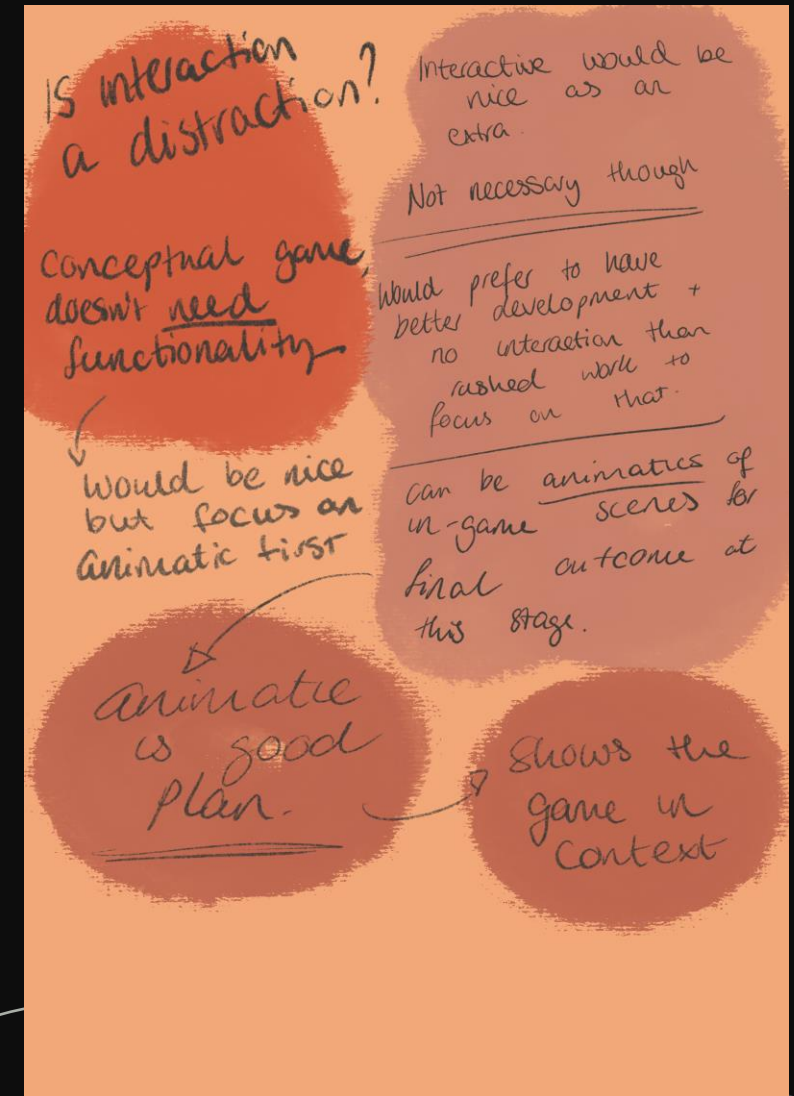 Is interaction
a distraction?
Conceptual game,
doesn't need
functionality
would be nice
but focus on
animatic first
Interactive would be
nice as an
extra.
Not necessary though
Would prefer to have
better development +
no interaction than
rushed work to
focus on that.
can be animatics of
in-game scenes for
final outcome at
this stage.
animatic
is good
plan.
shows the
game in
context